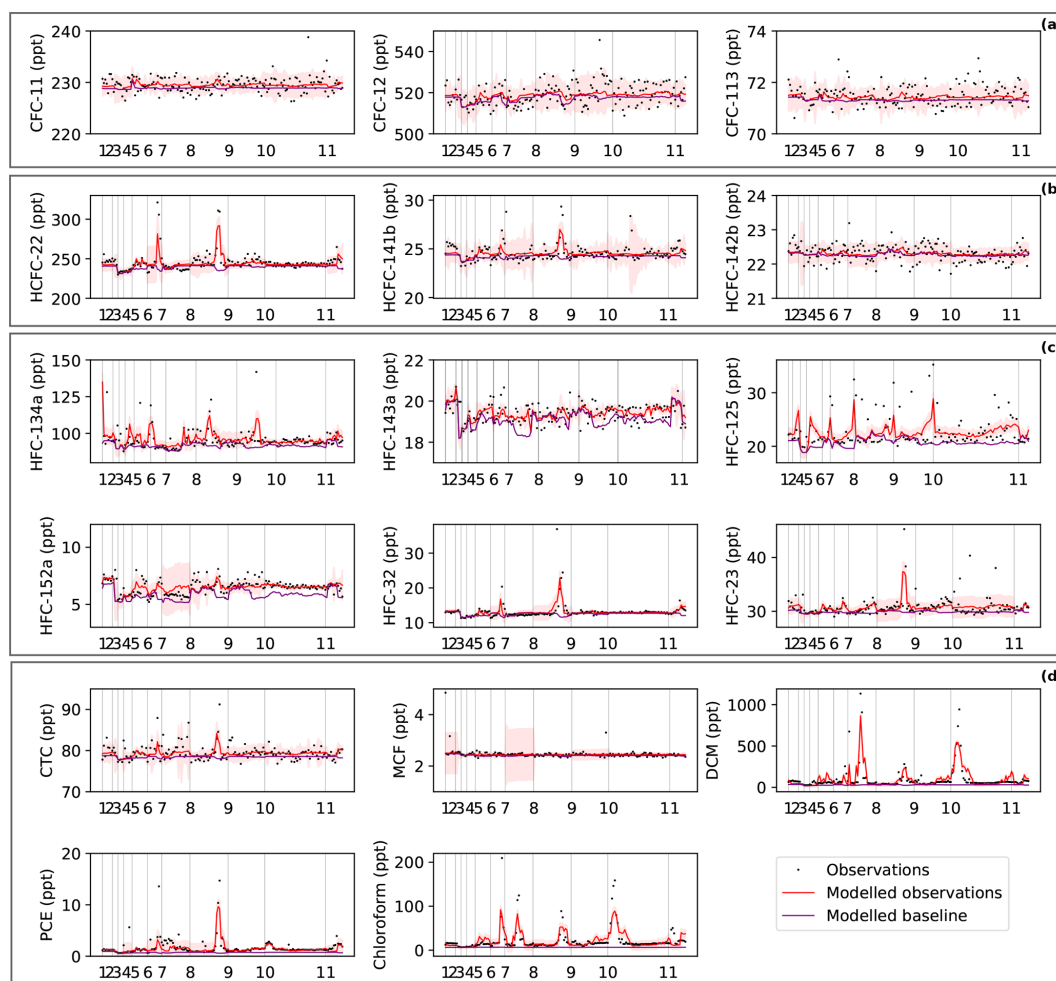 (a
CFC-11 (ppt)
240
230
220
1 2 3 4 5 6 7 8 9 10 11
CFC-12 (ppt)
540
520
500
1 2 3 4 5 6 7 8 9 10 11
CFC-113 (ppt)
74
72
70
1 2 3 4 5 6 7 8 9 10 11
(b
HCFC-22 (ppt)
300
250
200
1 2 3 4 5 6 7 8 9 10 11
HCFC-141b (ppt)
30
25
20
1 2 3 4 5 6 7 8 9 10 11
HCFC-142b (ppt)
24
23
22
21
1 2 3 4 5 6 7 8 9 10 11
(c
HFC-134a (ppt)
150
125
100
1 2 3 4 5 6 7 8 9 10 11
HFC-143a (ppt)
22
20
18
1 2 3 4 5 6 7 8 9 10 11
HFC-125 (ppt)
30
20
1 2 4 5 6 7 8 9 10 11
HFC-152a (ppt)
10
5
1 2 3 4 5 6 7 8 9 10 11
HFC-32 (ppt)
30
20
10
1 2 3 4 5 6 7 8 9 10 11
HFC-23 (ppt)
40
30
1 2 3 4 5 6 7 8 9 10 11
(d
CTC (ppt)
90
80
70
1 2 3 4 5 6 7 8 9 10 11
MCF (ppt)
4
2
1 2 3 4 5 6 7 8 9 10 11
DCM (ppt)
1000
500
0
1 2 3 4 5 6 7 8 9 10 11
PCE (ppt)
20
10
0
1 2 3 4 5 6 7 8 9 10 11
Chloroform (ppt)
200
100
0
1 2 3 4 5 6 7 8 9 10 11
Observations
Modelled observations
Modelled baseline